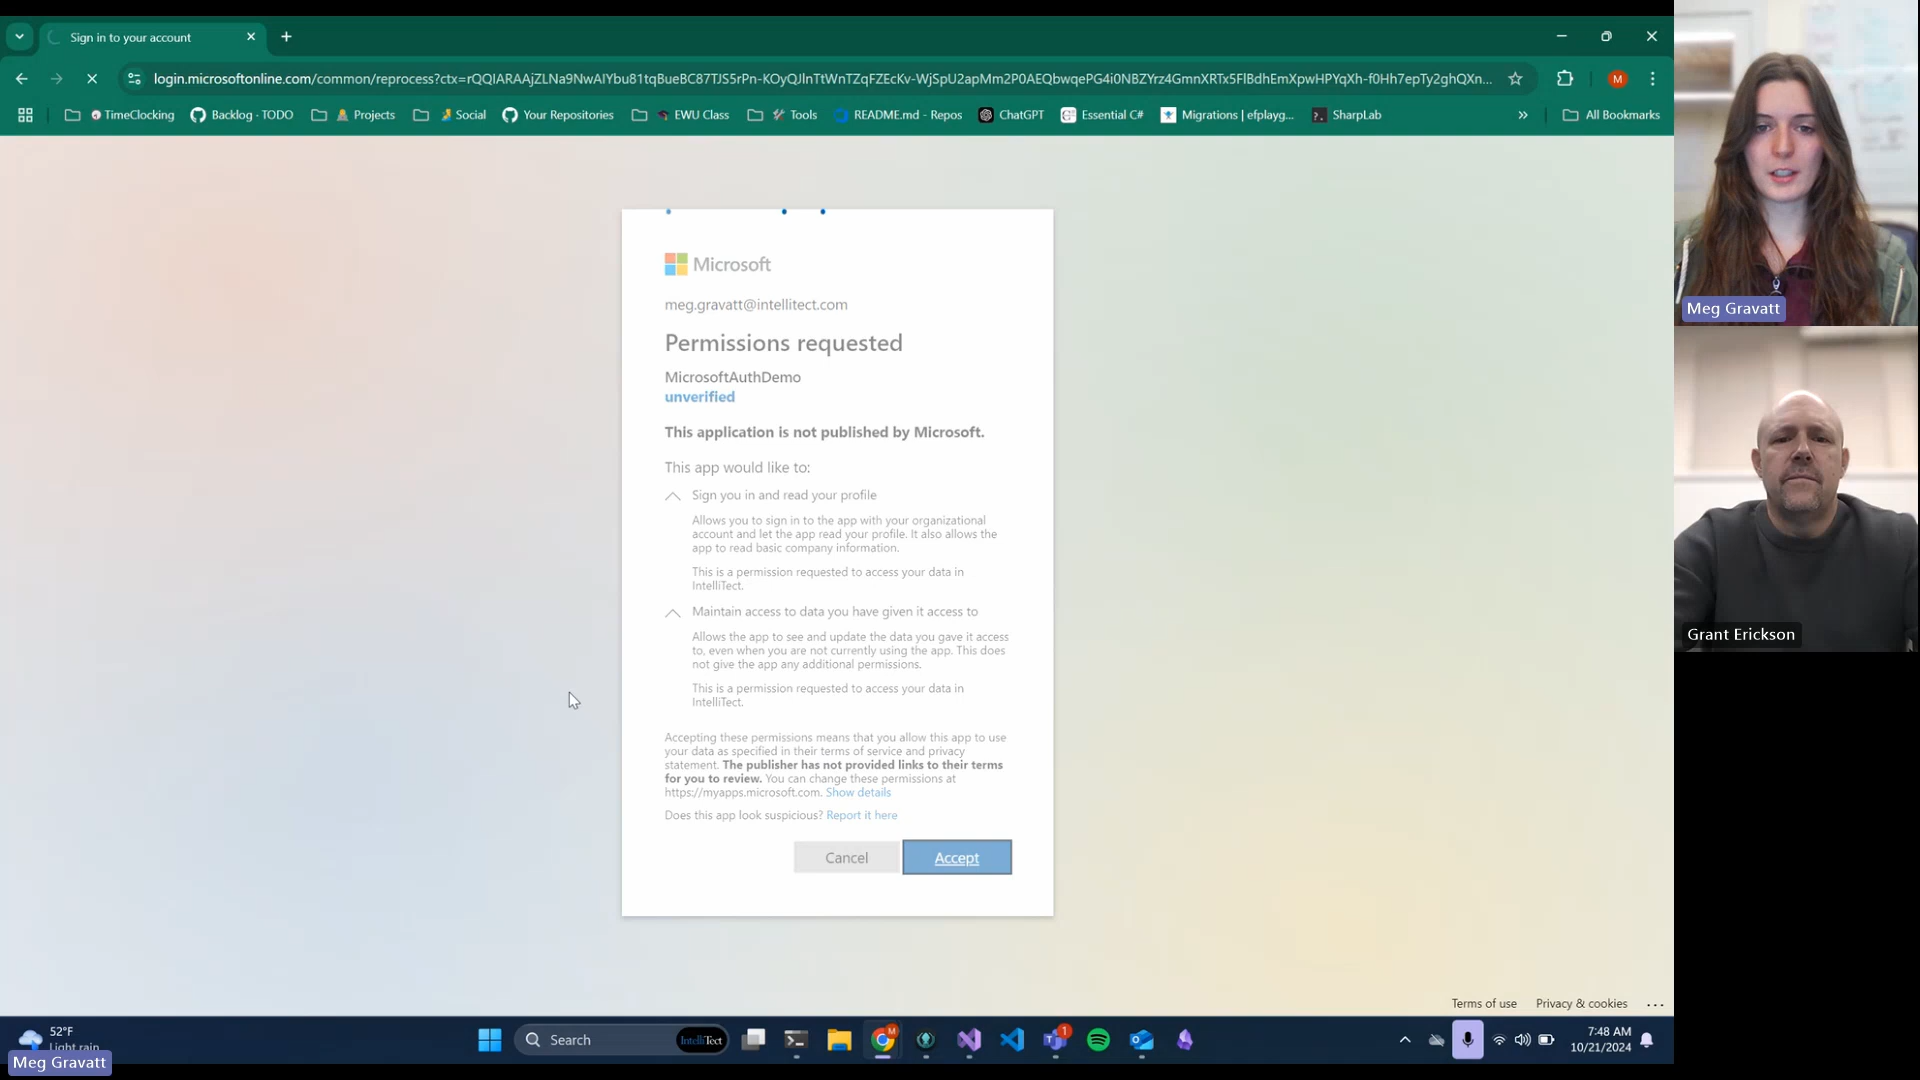 Sign in to your account
login.microsoftonline.com/common/reprocess?ctx=rQQIARAAjZLNa9NwAIYbu81tqBueBC87TJS5rPn-KOyQJlnTtWnTZqFZEcKv-WjSpU2apMm2P0AEQbwqePG4i0NBZYrz4GmnXRTx5FIBdhEmXpwHPYqXh-f0Hh7epTy2ghQXn...
TimeClocking
Backlog · TODO
Projects
Social
Your Repositories
EWU Class
Tools
README.md - Repos
ChatGPT
Essential C#
Migrations | efplayg...
SharpLab
All Bookmarks
Microsoft
meg.gravatt@intellitect.com
Permissions requested
MicrosoftAuthDemo
unverified
This application is not published by Microsoft.
This app would like to:
Sign you in and read your profile
Allows you to sign in to the app with your organizational
account and let the app read your profile. It also allows the
app to read basic company information.
This is a permission requested to access your data in
IntelliTect.
Maintain access to data you have given it access to
Allows the app to see and update the data you gave it access
to, even when you are not currently using the app. This does
not give the app any additional permissions.
This is a permission requested to access your data in
IntelliTect.
Accepting these permissions means that you allow this app to use
your data as specified in their terms of service and privacy
statement. The publisher has not provided links to their terms
for you to review. You can change these permissions at
https://myapps.microsoft.com. Show details
Does this app look suspicious? Report it here
Cancel
Accept
Terms of use
Privacy & cookies
Meg Gravatt
Grant Erickson
52°F
Light rain
Meg Gravatt
Search
IntelliTect
M
1
7:48 AM
10/21/2024